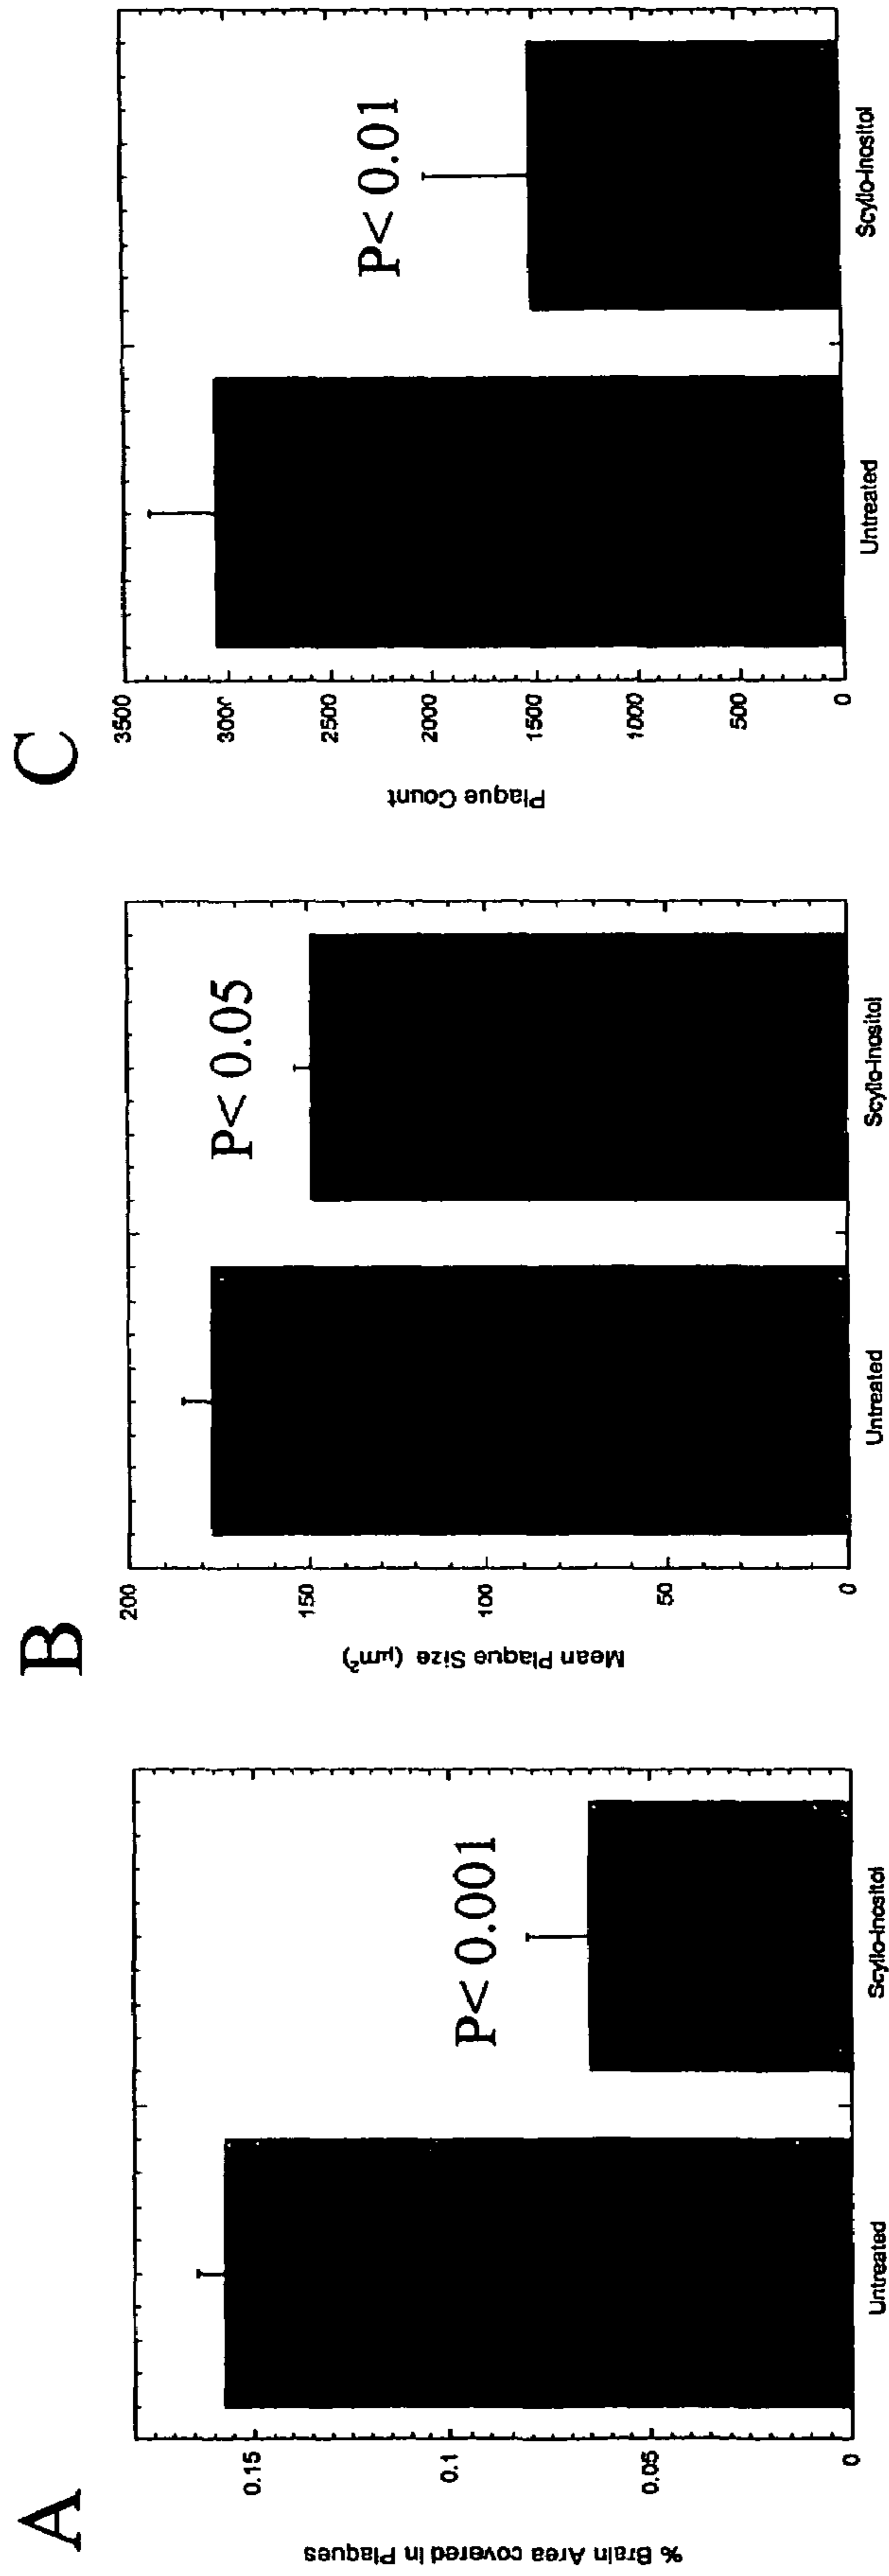 A
% Brain Area covered in Plaques
0.15
0.1
0.05
0
P< 0.001
Untreated
Scyllo-Inositol
B
Mean Plaque Size (μm²)
200
150
100
50
0
P< 0.05
Untreated
Scyllo-Inositol
C
Plaque Count
3500
3000
2500
2000
1500
1000
500
0
P< 0.01
Untreated
Scyllo-Inositol